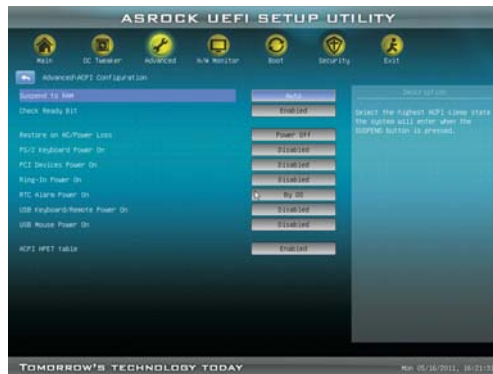 ASROCK UEFI SETUP UTILITY
Main OC Tweaker Advanced H/W Monitor Boot Security Exit
Advanced\ACPI Configuration
Suspend to RAM Auto
Check Ready Bit Enabled
Restore on AC/Power Loss Power Off
PS/2 Keyboard Power On Disabled
PCI Devices Power On Disabled
Ring-In Power On Disabled
RTC Alarm Power On By OS
USB Keyboard/Remote Power On Disabled
USB Mouse Power On Disabled
ACPI HPET table Enabled
Description
Select the highest ACPI sleep state
the system will enter when the
SUSPEND button is pressed.
TOMORROW'S TECHNOLOGY TODAY
Mon 05/16/2011,